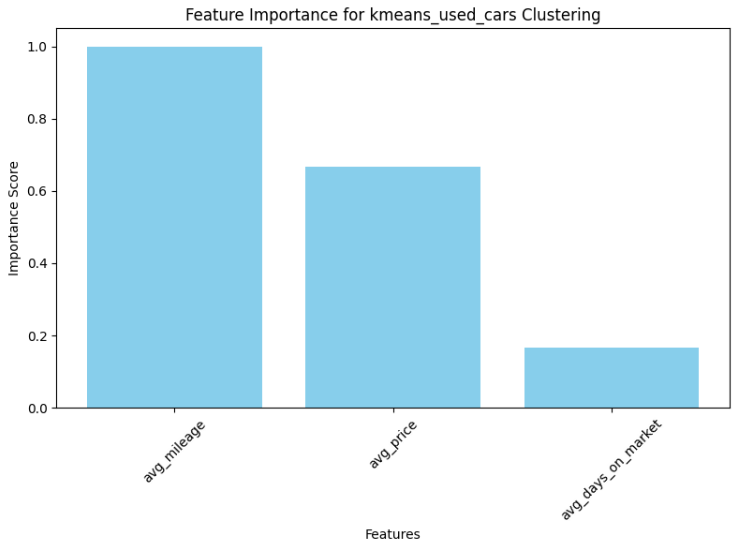 Feature Importance for kmeans_used_cars Clustering
1.0
0.8
0.6
0.4
0.2
0.0
Importance Score
avg_mileage
avg_price
avg_days_on_market
Features